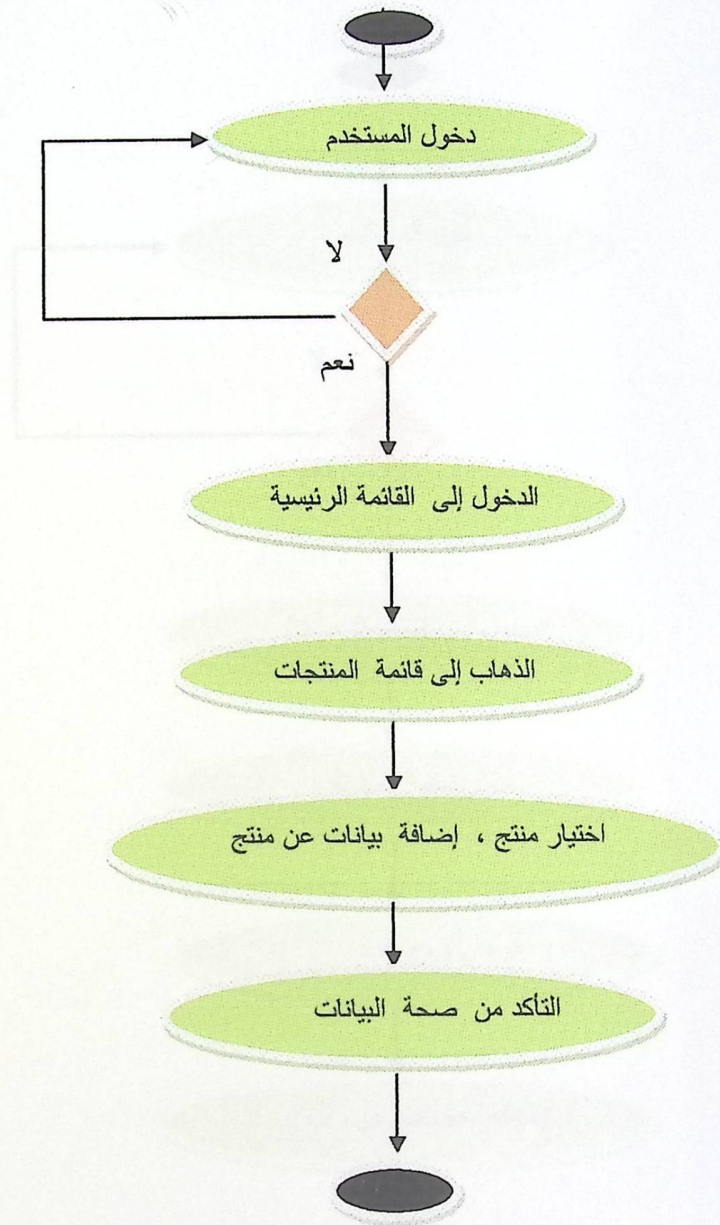 دخول المستخدم
لا
نعم
الدخول إلى القائمة الرئيسية
الذهاب إلى قائمة المنتجات
اختيار منتج ، إضافة بيانات عن منتج
التأكد من صحة البيانات